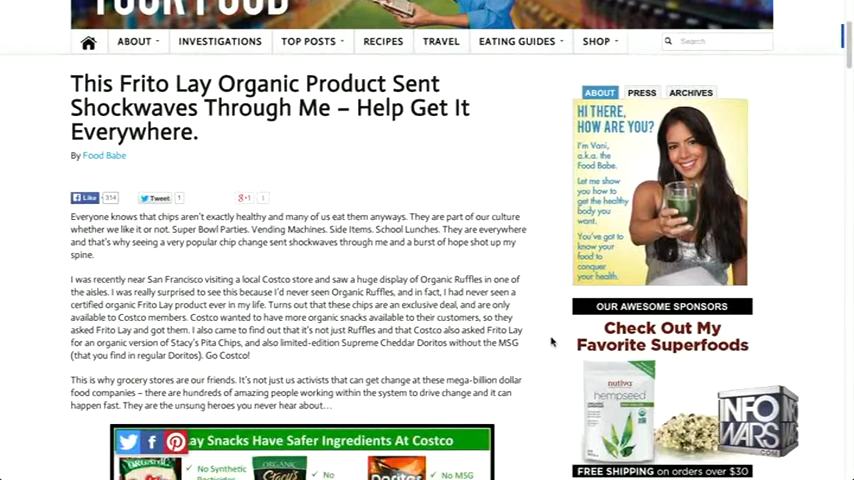 YOUR FOOD
ABOUT
INVESTIGATIONS
TOP POSTS
RECIPES
TRAVEL
EATING GUIDES
SHOP
Search
This Frito Lay Organic Product Sent
Shockwaves Through Me – Help Get It
Everywhere.
By Food Babe
Like 314
Tweet 1
g+1 1
Everyone knows that chips aren't exactly healthy and many of us eat them anyways. They are part of our culture
whether we like it or not. Super Bowl Parties. Vending Machines. Side Items. School Lunches. They are everywhere
and that's why seeing a very popular chip change sent shockwaves through me and a burst of hope shot up my
spine.
I was recently near San Francisco visiting a local Costco store and saw a huge display of Organic Ruffles in one of
the aisles. I was really surprised to see this because I'd never seen Organic Ruffles, and in fact, I had never seen a
certified organic Frito Lay product ever in my life. Turns out that these chips are an exclusive deal, and are only
available to Costco members. Costco wanted to have more organic snacks available to their customers, so they
asked Frito Lay and got them. I also came to find out that it's not just Ruffles and that Costco also asked Frito Lay
for an organic version of Stacy's Pita Chips, and also limited-edition Supreme Cheddar Doritos without the MSG
(that you find in regular Doritos). Go Costco!
This is why grocery stores are our friends. It's not just us activists that can get change at these mega-billion dollar
food companies – there are hundreds of amazing people working within the system to drive change and it can
happen fast. They are the unsung heroes you never hear about…
Lay Snacks Have Safer Ingredients At Costco
ORGANIC
No Synthetic
Pesticides
ORGANIC
Stacy's
No
Doritos
No MSG
ABOUT
PRESS
ARCHIVES
HI THERE,
HOW ARE YOU?
I'm Vani,
a.k.a. the
Food Babe.
Let me show
you how to
get the healthy
body you
want.
You've got to
know your
food to
conquer
your health.
OUR AWESOME SPONSORS
Check Out My
Favorite Superfoods
nutiva
hempseed
FREE SHIPPING on orders over $30
INFO
WARS
.COM